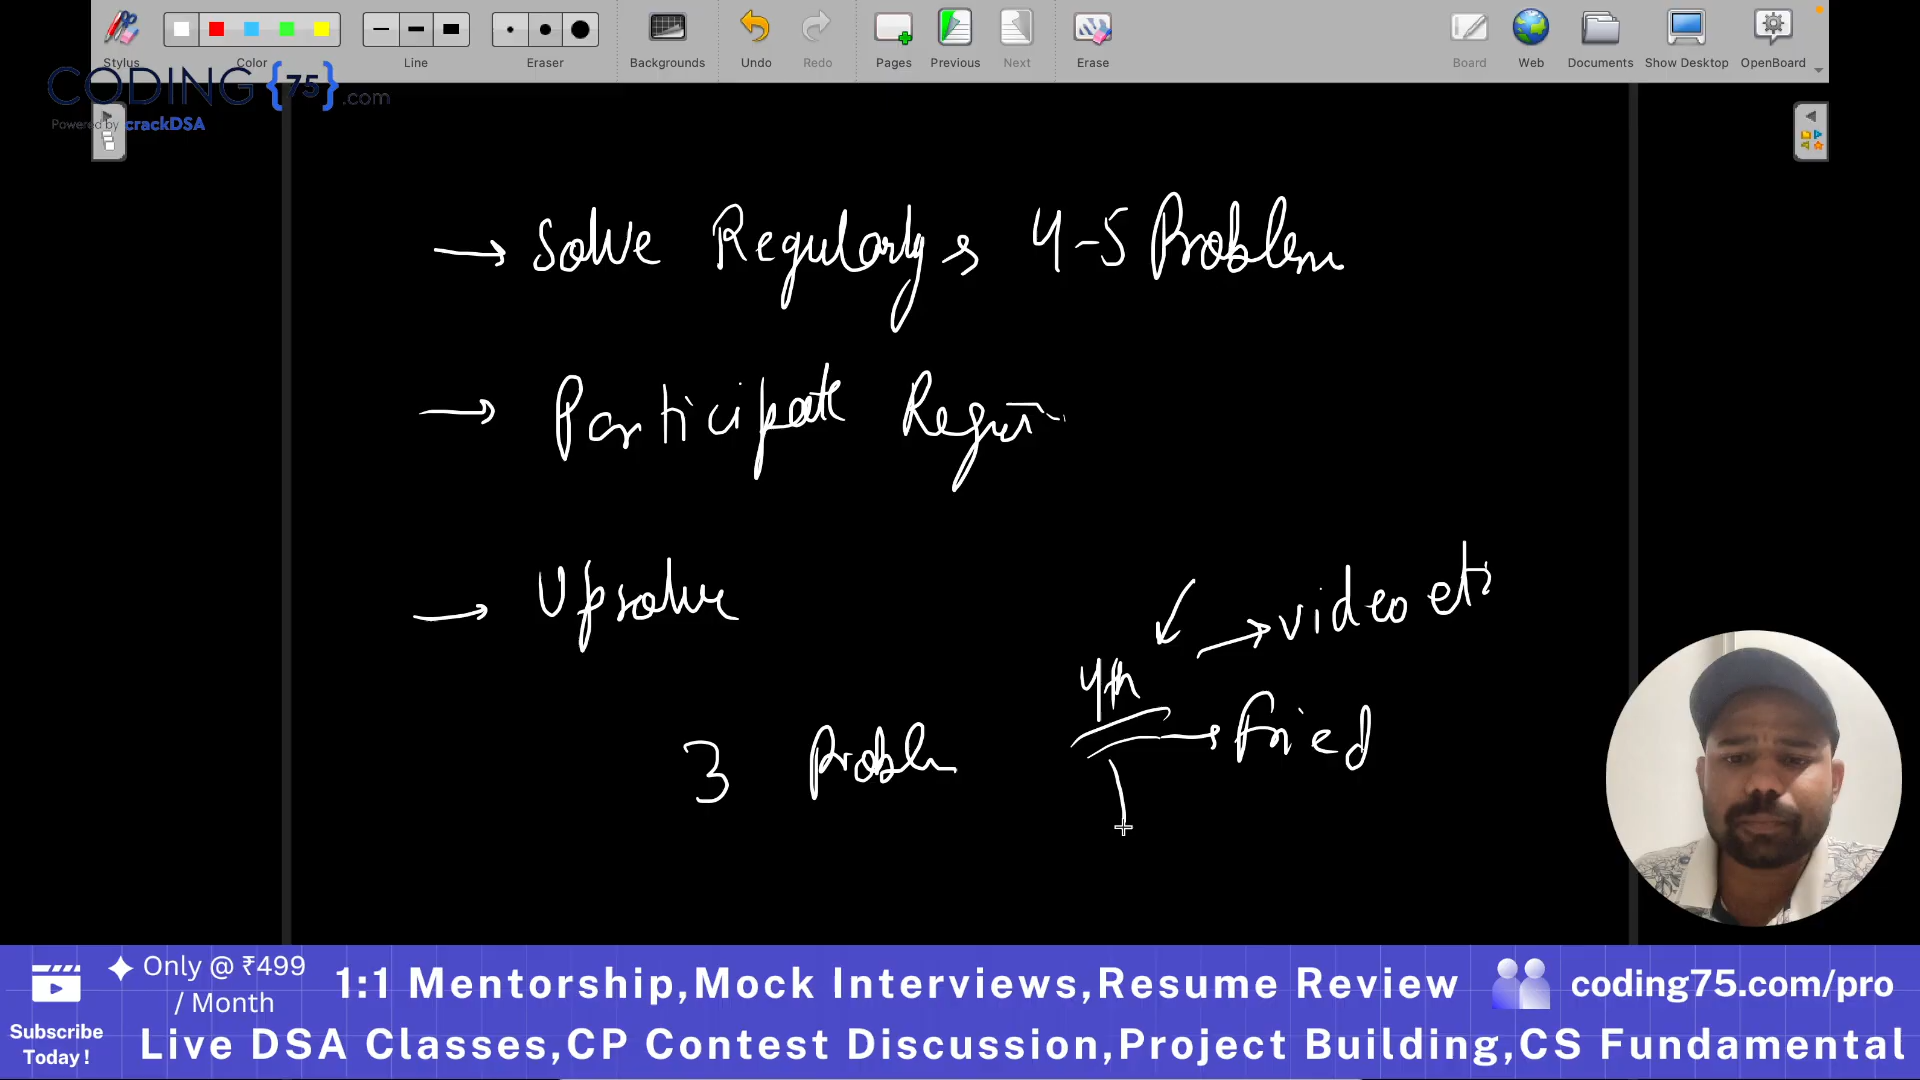 Stylus
Color
Line
Eraser
Backgrounds
Undo
Redo
Pages
Previous
Next
Erase
Board
Web
Documents
Show Desktop
OpenBoard
CODING {75} .com
Powered by crackDSA
→ Solve Regularly → 4-5 Problem
→ Participate Regu
→ Upsolve
→ video etc
4th
3 Problem → Friend
Only @ ₹499 / Month
Subscribe Today !
1:1 Mentorship,Mock Interviews,Resume Review
coding75.com/pro
Live DSA Classes,CP Contest Discussion,Project Building,CS Fundamental